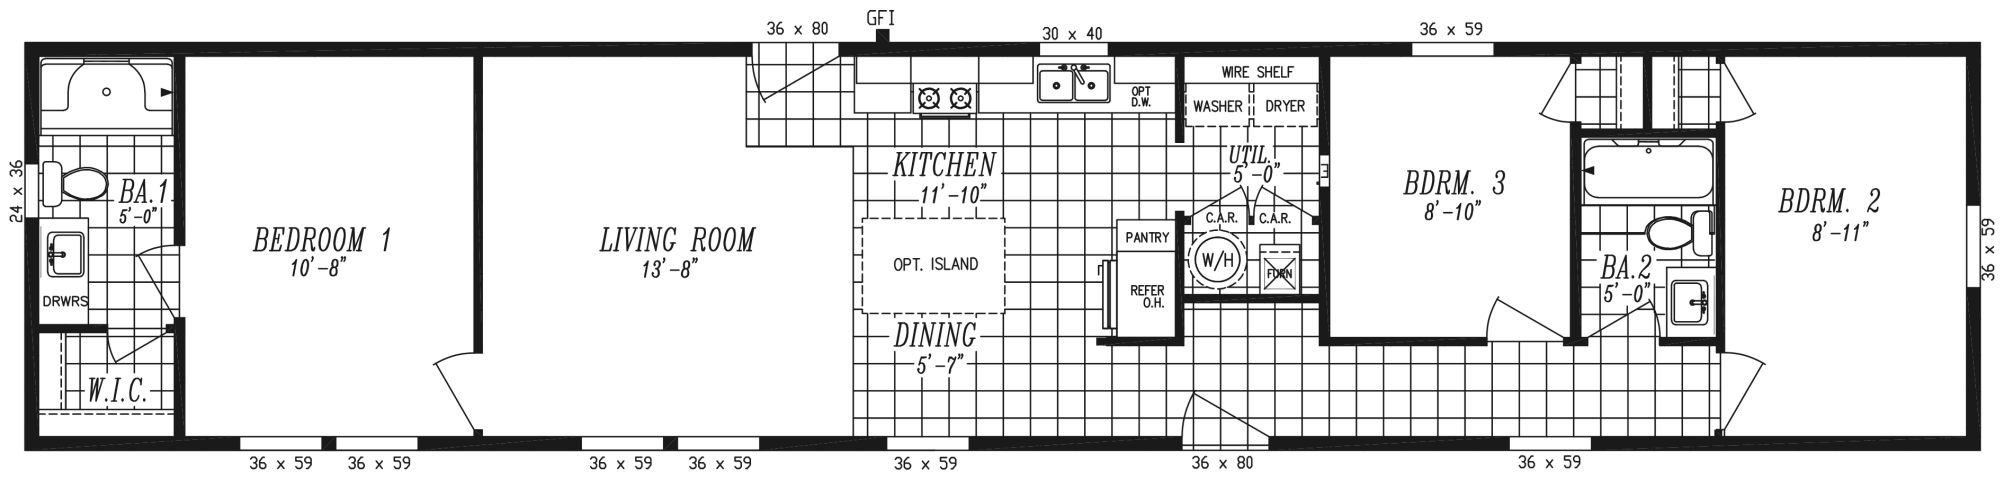 GFI
36 x 80
30 x 40
36 x 59
WIRE SHELF
WASHER
DRYER
OPT
D.W.
KITCHEN
11'-10"
UTIL.
5'-0"
24 x 36
BA.1
5'-0"
BDRM. 3
8'-10"
BDRM. 2
8'-11"
C.A.R.
C.A.R.
BEDROOM 1
10'-8"
LIVING ROOM
13'-8"
PANTRY
OPT. ISLAND
W/H
FURN
36 x 59
BA.2
5'-0"
DRWRS
REFER
O.H.
DINING
5'-7"
W.I.C.
36 x 59
36 x 59
36 x 59
36 x 59
36 x 59
36 x 80
36 x 59